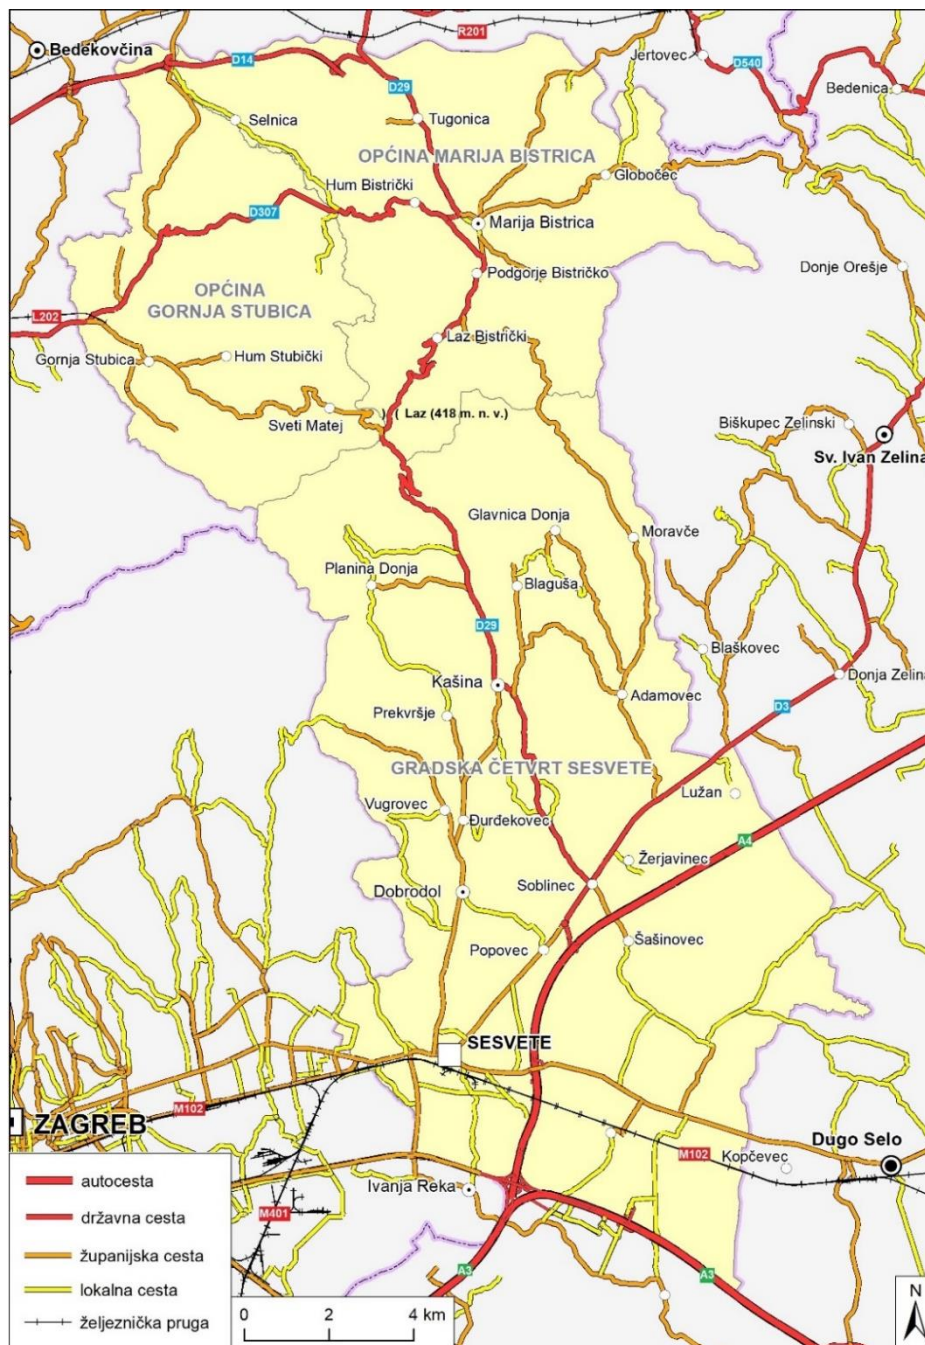 R201
Bedekovčina
D14
Jertovec
D540
D29
Bedenica
Selnica
Tugonica
OPĆINA MARIJA BISTRICA
Hum Bistrički
Globočec
D307
Marija Bistrica
Podgorje Bistričko
Donje Orešje
OPĆINA
GORNJA STUBICA
L202
Laz Bistrički
Gornja Stubica
Hum Stubički
Sveti Matej
Laz (418 m. n. v.)
Biškupec Zelinski
Sv. Ivan Zelina
Glavnica Donja
Moravče
Planina Donja
Blaguša
D29
Blaškovec
Donja Zelina
Kašina
Adamovec
D3
Prekvršje
GRADSKA ČETVRT SESVETE
Lužan
Vugrovec
Đurđekovec
A4
Žerjavinec
Dobrodol
Soblinec
Popovec
Šašinovec
SESVETE
M102
ZAGREB
Dugo Selo
M102
Kopčevec
Ivanja Reka
M401
A3
A3
autocesta
državna cesta
županijska cesta
lokalna cesta
željeznička pruga
0 2 4 km
N